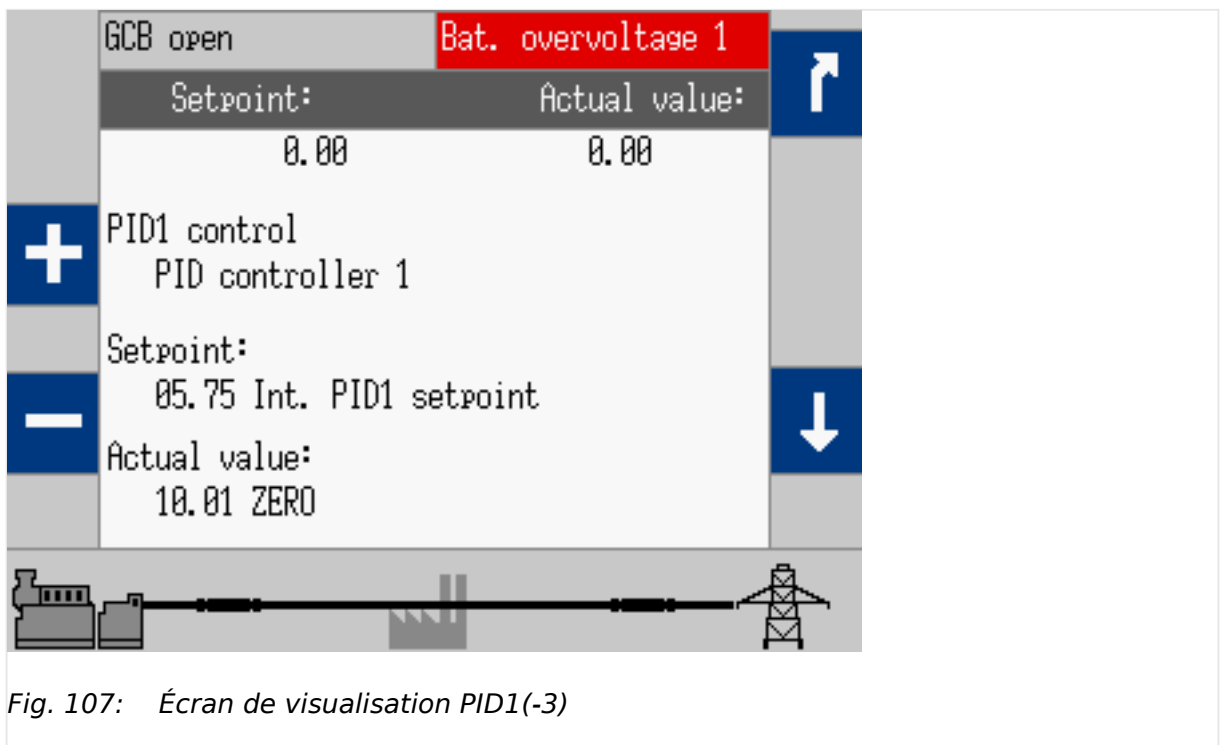 GCB open Bat. overvoltage 1
Setpoint: Actual value:
0.00 0.00
PID1 control
PID controller 1
Setpoint:
05.75 Int. PID1 setpoint
Actual value:
10.01 ZERO
Fig. 107: Écran de visualisation PID1(-3)